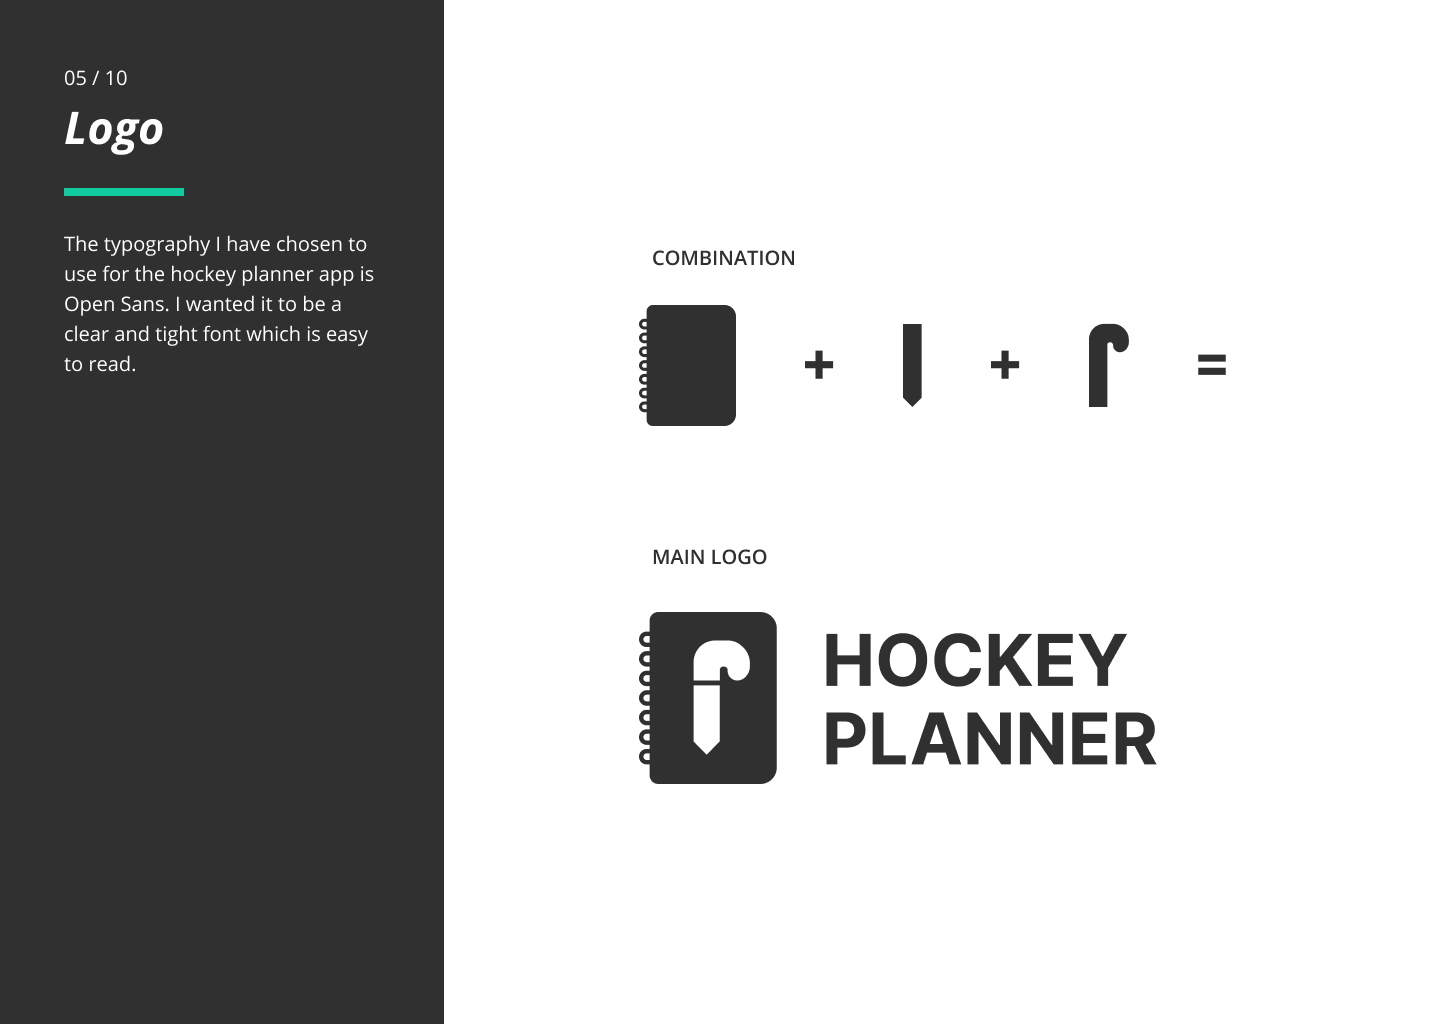 05 / 10
Logo
The typography I have chosen to
use for the hockey planner app is
Open Sans. I wanted it to be a
clear and tight font which is easy
to read.
COMBINATION
+ + =
MAIN LOGO
HOCKEY
PLANNER